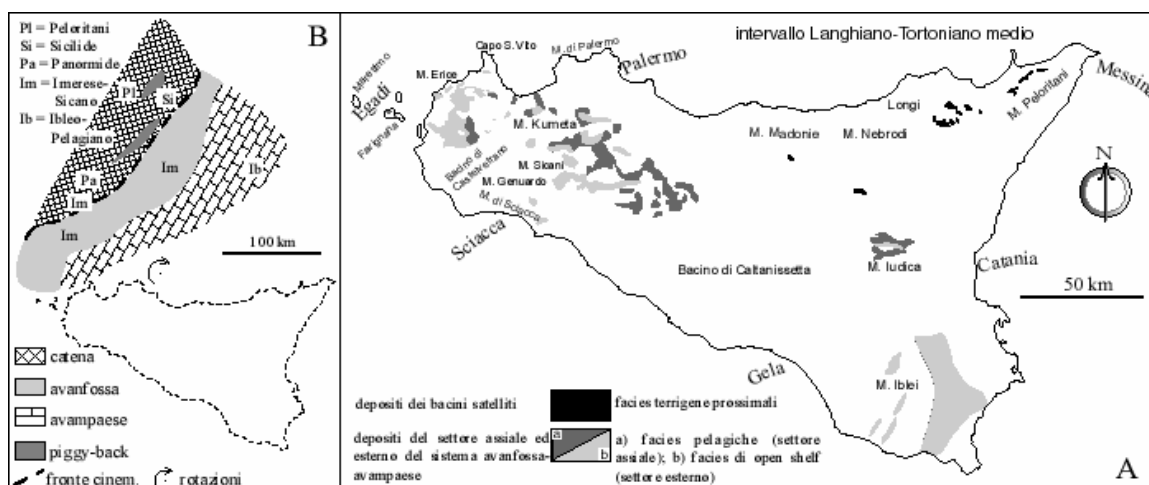 Pl = Peloritani
Si = Sicilide
Pa = Panormide
Im = Imerese-
Sicano
Ib = Ibleo-
Pelagiano
B
Pl
Si
Im
Ib
Pa
Im
Im
100 km
catena
avanfossa
avampaese
piggy-back
fronte cinem.
rotazioni
intervallo Langhiano-Tortoniano medio
Capo S. Vito
M. di Palermo
Palermo
M. Erice
Marettimo
Egadi
Favignana
Messina
M. Peloritani
Longi
M. Kumeta
M. Madonie
M. Nebrodi
Bacino di
Castelvetrano
M. Sicani
M. Genuardo
M. di Sciacca
Sciacca
N
Bacino di Caltanissetta
M. Iudica
Catania
50 km
Gela
M. Iblei
depositi dei bacini satelliti
facies terrigene prossimali
depositi del settore assiale ed
esterno del sistema avanfossa-
avampaese
a
b
a) facies pelagiche (settore
assiale); b) facies di open shelf
(settore esterno)
A